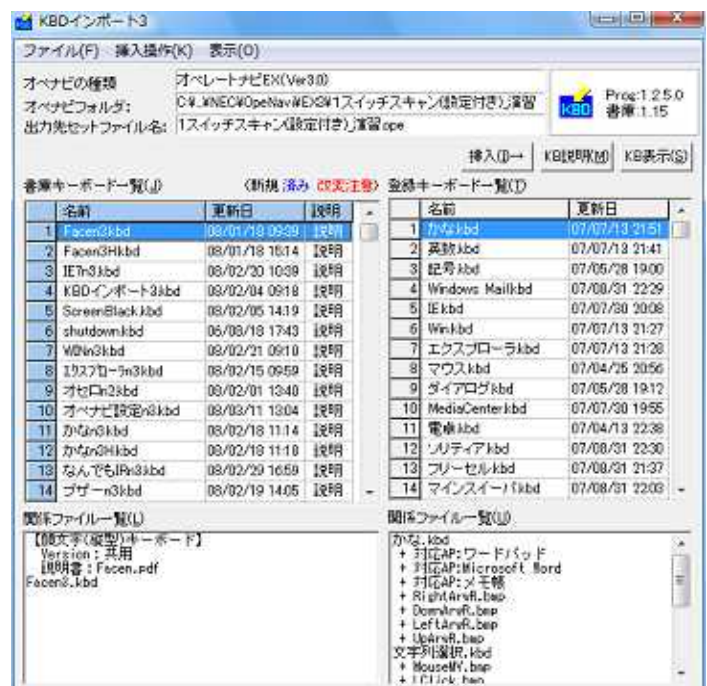 KBDインポート3
ファイル(F) 挿入操作(K) 表示(O)
オペナビの種類 オペレートナビEX(Ver3.0)
オペナビフォルダ: C:¥..¥NEC¥OpeNav¥EX3¥1スイッチスキャン(設定付き)_演習
出力先セットファイル名: 1スイッチスキャン(設定付き)_演習.ope
KBD
Prog:1.2.5.0
書庫:1.15
挿入(I)→ KB説明(M) KB表示(S)
書庫キーボード一覧(J) (新規 済み 改変注意) 登録キーボード一覧(T)
名前 更新日 説明
1 Facen3.kbd 08/01/18 09:39 説明
2 Facen3H.kbd 08/01/18 15:14 説明
3 IE7n3.kbd 08/02/20 10:39 説明
4 KBDインポート3.kbd 08/02/04 09:18 説明
5 ScreenBlack.kbd 08/02/05 14:19 説明
6 shutdown.kbd 06/08/18 17:43 説明
7 WINn3.kbd 08/02/21 09:10 説明
8 ｴｸｽﾌﾟﾛｰﾗn3.kbd 08/02/15 09:59 説明
9 オセロn2.kbd 08/02/01 13:40 説明
10 オペナビ設定n3.kbd 08/03/11 13:04 説明
11 かなn3.kbd 08/02/18 11:14 説明
12 かなn3H.kbd 08/02/18 11:18 説明
13 なんでもIRn3.kbd 08/02/29 16:59 説明
14 ブザーn3.kbd 08/02/19 14:05 説明
名前 更新日
1 かな.kbd 07/07/13 21:51
2 英数.kbd 07/07/13 21:41
3 記号.kbd 07/05/28 19:00
4 Windows Mail.kbd 07/08/31 22:29
5 IE.kbd 07/07/30 20:08
6 Win.kbd 07/07/13 21:27
7 エクスプローラ.kbd 07/07/13 21:28
8 マウス.kbd 07/04/25 20:56
9 ダイアログ.kbd 07/05/28 19:12
10 MediaCenter.kbd 07/07/30 19:55
11 電卓.kbd 07/04/13 22:38
12 ソリティア.kbd 07/08/31 22:30
13 フリーセル.kbd 07/08/31 21:37
14 マインスイーパ.kbd 07/08/31 22:03
関係ファイル一覧(L)
【顔文字(縦型)キーボード】
Version：共用
説明書：Facen.pdf
Facen3.kbd
関係ファイル一覧(U)
かな.kbd
+ 対応AP:ワードパッド
+ 対応AP:Microsoft Word
+ 対応AP:メモ帳
+ RightArwR.bmp
+ DownArwR.bmp
+ LeftArwR.bmp
+ UpArwR.bmp
文字列選択.kbd
+ MouseMY.bmp
+ LClick.bmp